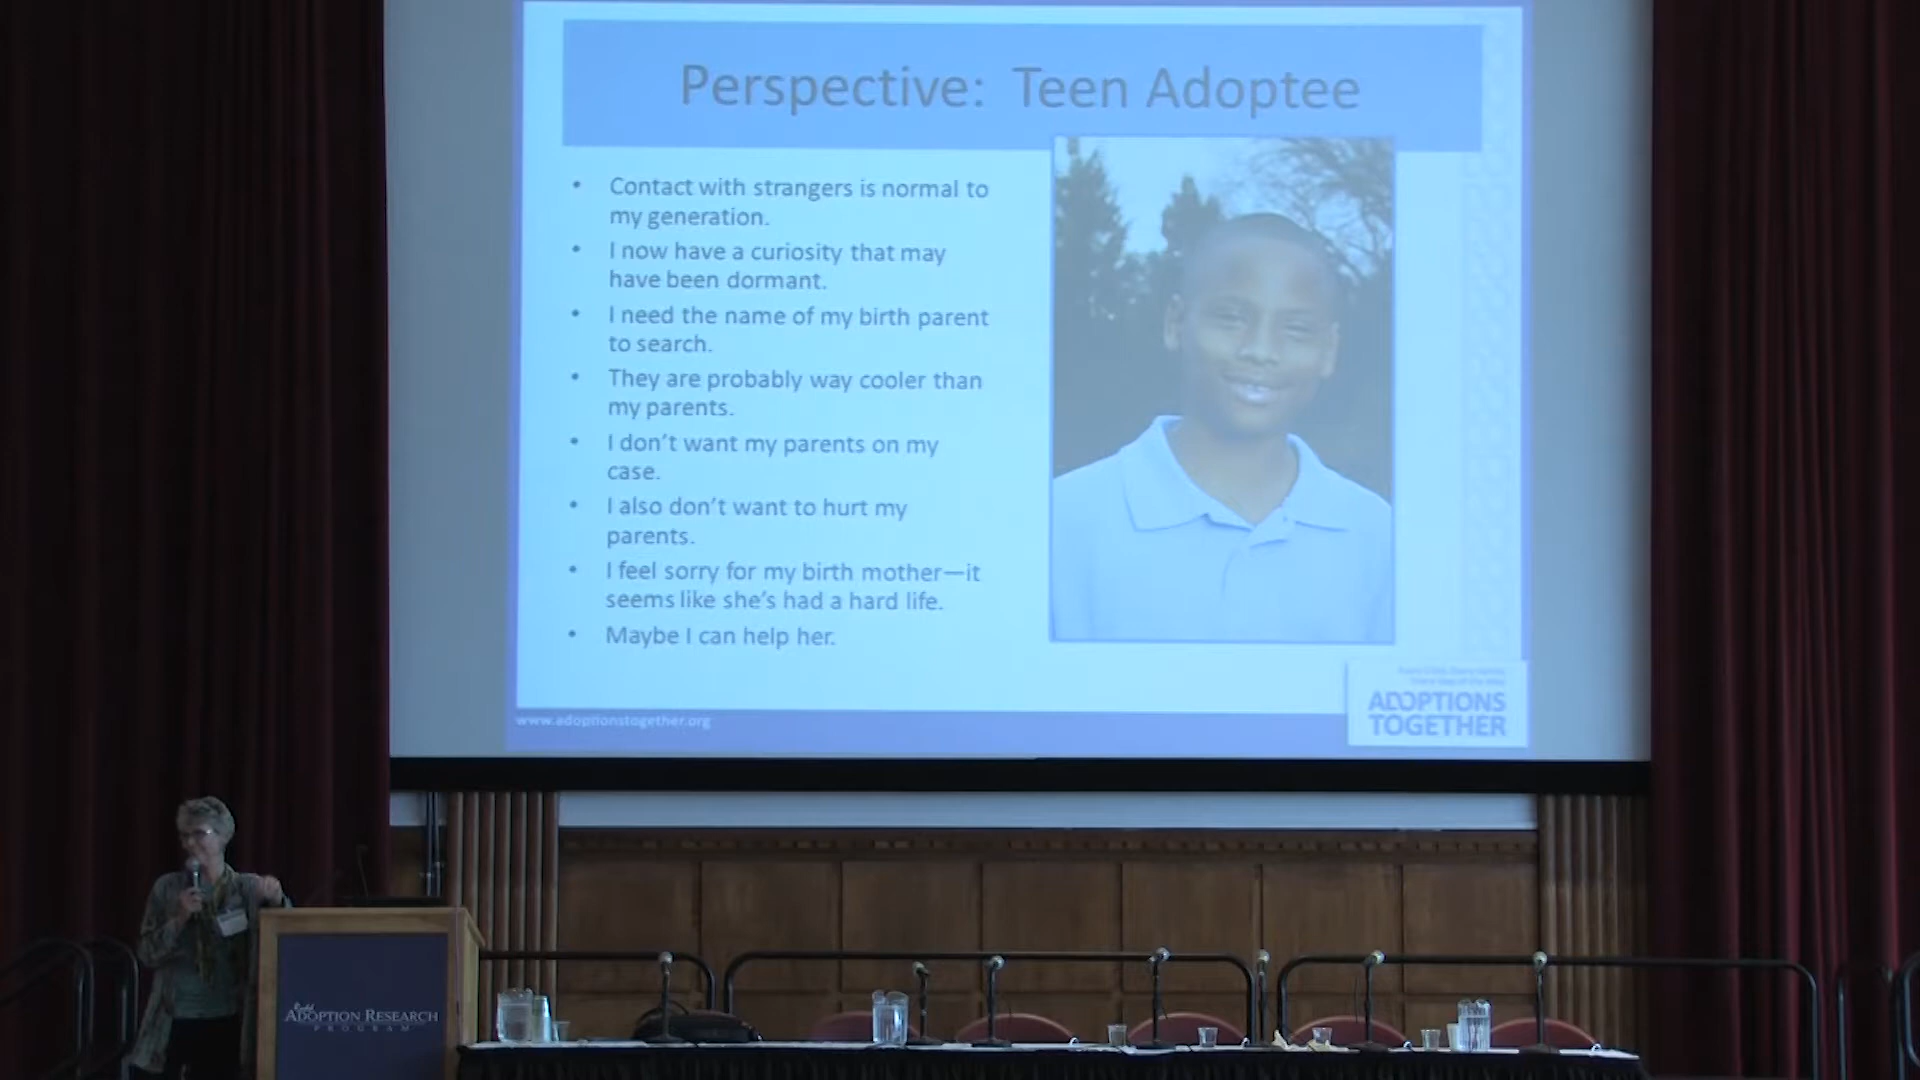 Perspective:  Teen Adoptee
• Contact with strangers is normal to
my generation.
• I now have a curiosity that may
have been dormant.
• I need the name of my birth parent
to search.
• They are probably way cooler than
my parents.
• I don't want my parents on my
case.
• I also don't want to hurt my
parents.
• I feel sorry for my birth mother—it
seems like she's had a hard life.
• Maybe I can help her.
www.adoptionstogether.org
ADOPTIONS
TOGETHER
Rudd
ADOPTION RESEARCH
PROGRAM